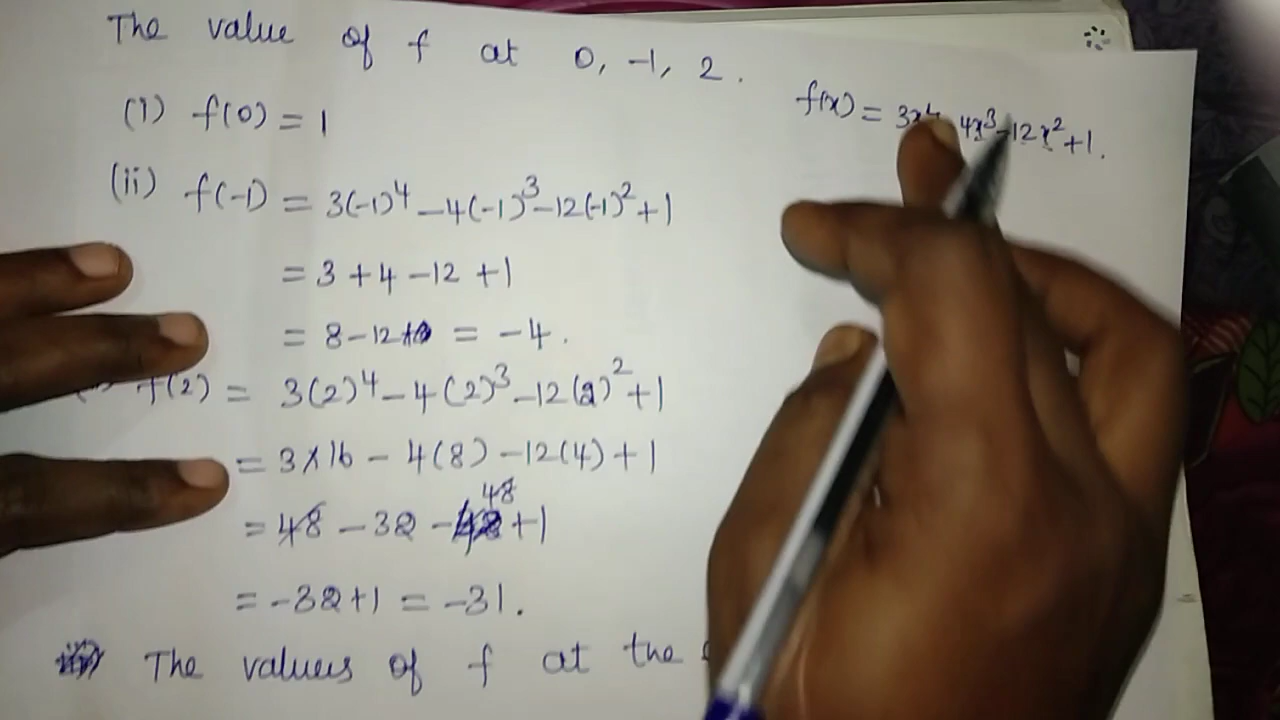 The value of f at 0, -1, 2.
f(x) = 3x⁴ - 4x³ - 12x² + 1.
(i) f(0) = 1
(ii) f(-1) = 3(-1)⁴ - 4(-1)³ - 12(-1)² + 1
= 3 + 4 - 12 + 1
= 8 - 12 = -4.
f(2) = 3(2)⁴ - 4(2)³ - 12(2)² + 1
= 3 × 16 - 4(8) - 12(4) + 1
= 48 - 32 - 48 + 1
= -32 + 1 = -31.
The values of f at the